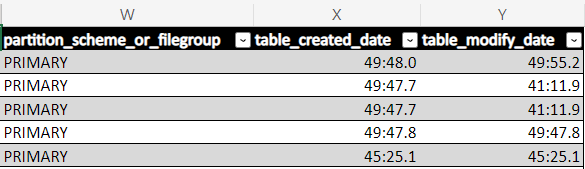 W X Y
partition_scheme_or_filegroup table_created_date table_modify_date
PRIMARY 49:48.0 49:55.2
PRIMARY 49:47.7 41:11.9
PRIMARY 49:47.7 41:11.9
PRIMARY 49:47.8 49:47.8
PRIMARY 45:25.1 45:25.1